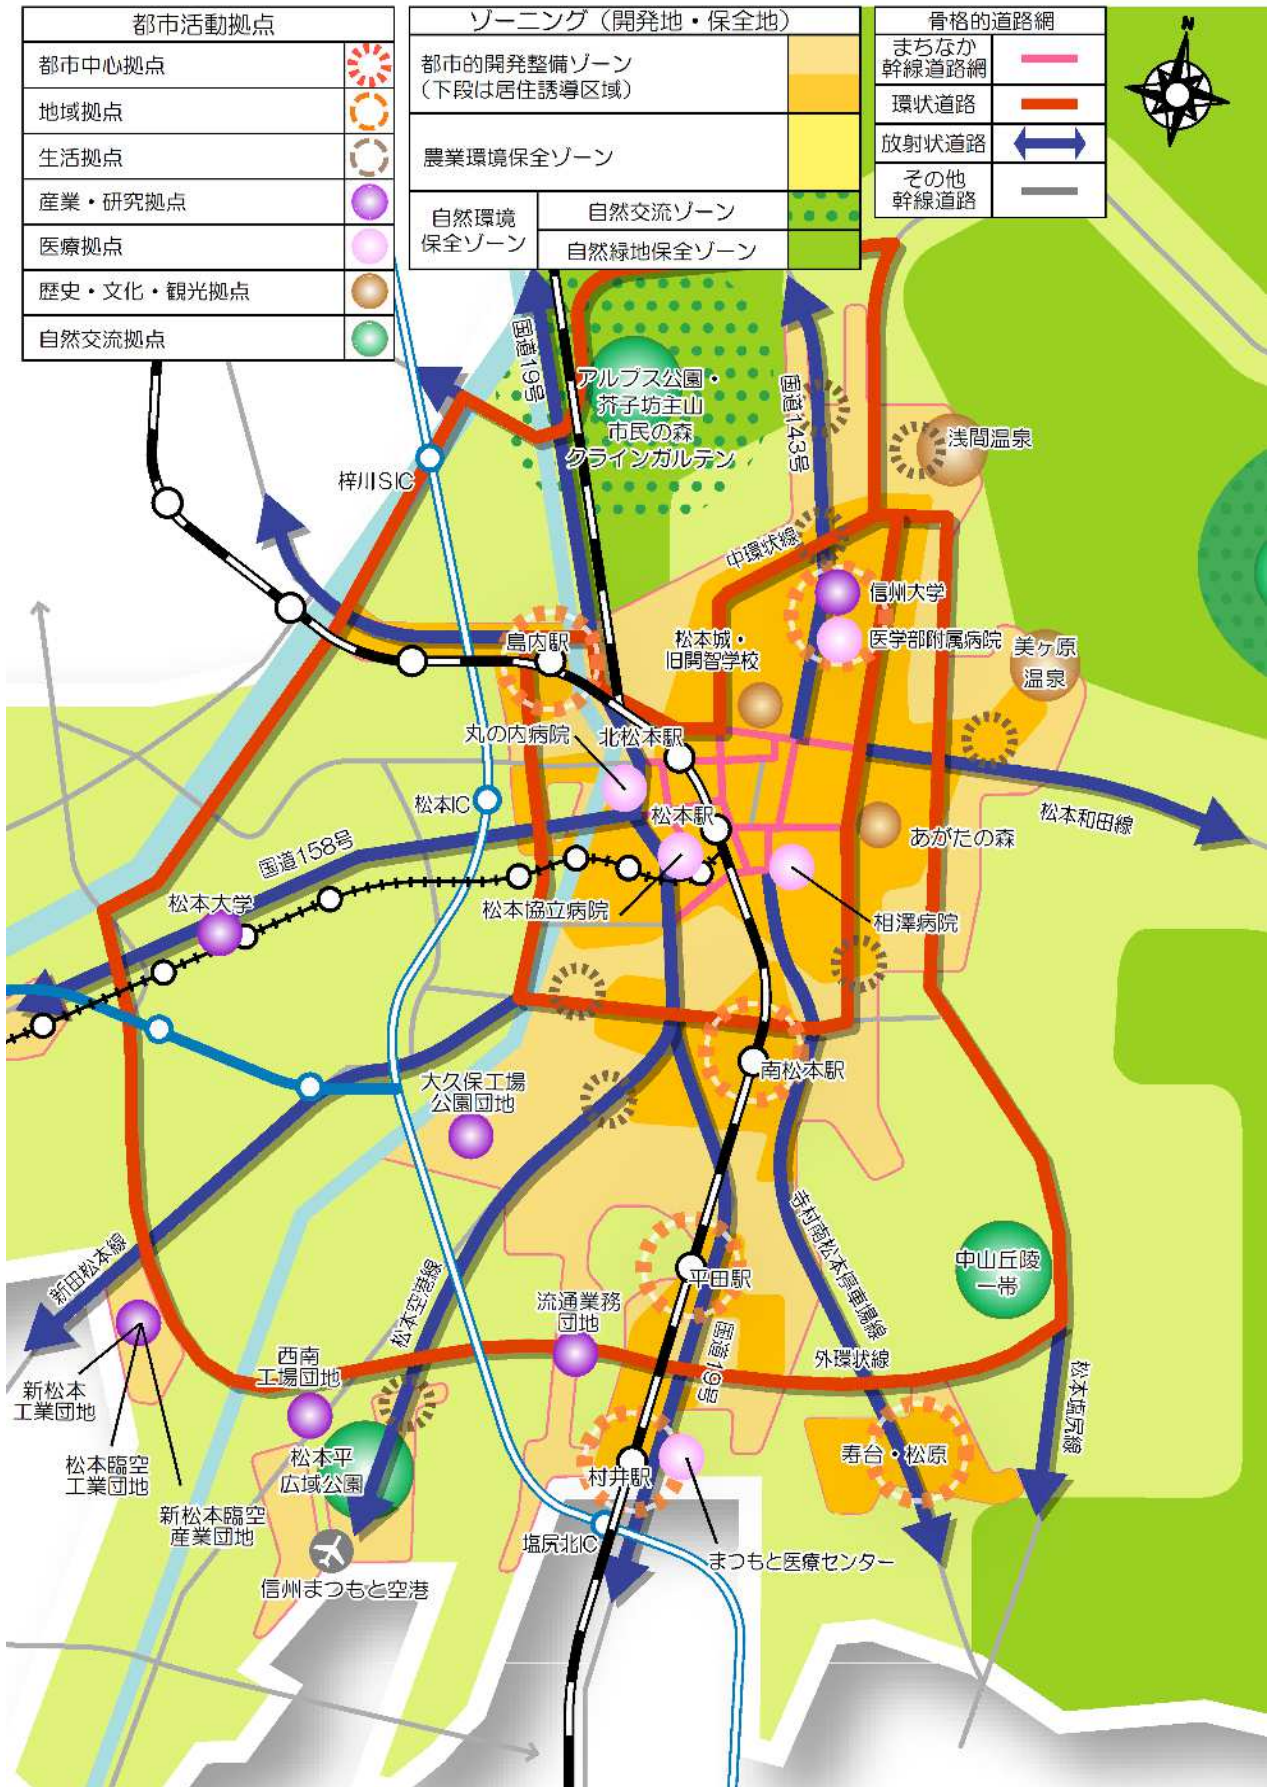 都市活動拠点
都市中心拠点
地域拠点
生活拠点
産業・研究拠点
医療拠点
歴史・文化・観光拠点
自然交流拠点
ゾーニング（開発地・保全地）
都市的開発整備ゾーン
（下段は居住誘導区域）
農業環境保全ゾーン
自然環境
保全ゾーン
自然交流ゾーン
自然緑地保全ゾーン
骨格的道路網
まちなか
幹線道路網
環状道路
放射状道路
その他
幹線道路
N
国道19号
アルプス公園・
芥子坊主山
市民の森
クラインガルテン
国道143号
浅間温泉
梓川SIC
中環状線
信州大学
医学部附属病院
島内駅
松本城・
旧開智学校
美ヶ原
温泉
丸の内病院
北松本駅
松本IC
松本駅
松本和田線
あがたの森
国道158号
松本大学
松本協立病院
相澤病院
南松本駅
大久保工場
公園団地
新田松本線
松本空港線
寺村南松本停車場線
中山丘陵
一帯
平田駅
流通業務
団地
国道19号
外環状線
松本塩尻線
新松本
工業団地
西南
工場団地
松本臨空
工業団地
松本平
広域公園
村井駅
寿台・松原
新松本臨空
産業団地
塩尻北IC
まつもと医療センター
信州まつもと空港